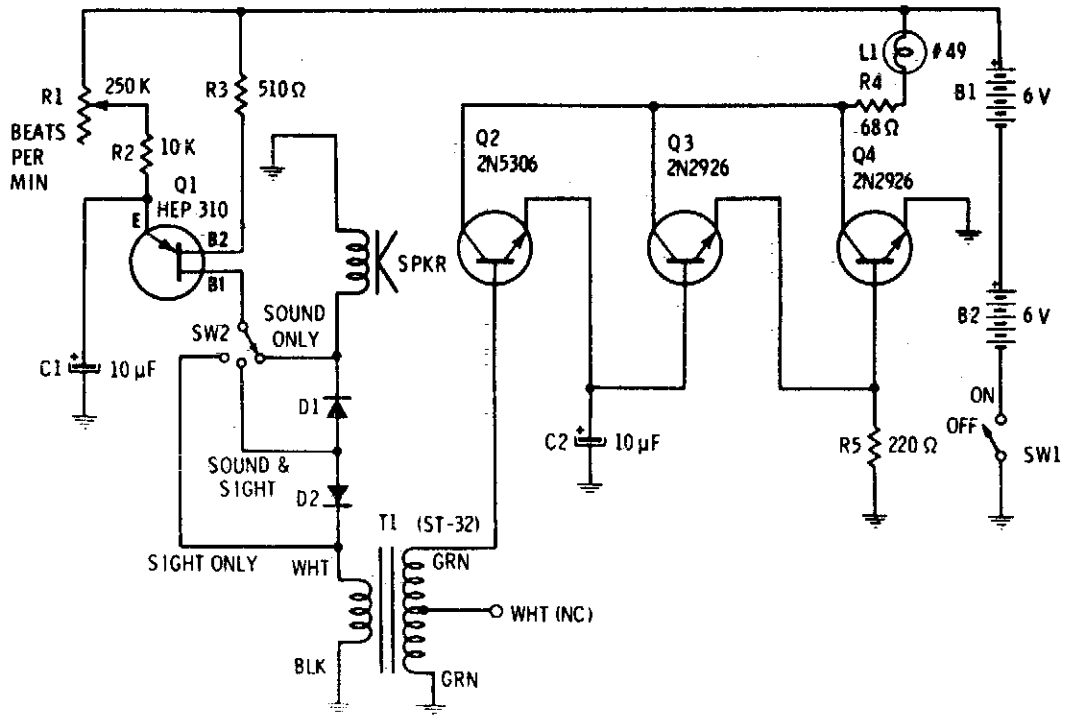 L1
#49
R4
68Ω
B1
6 V
R1
250 K
R3
510Ω
BEATS
PER
MIN
R2
10 K
Q1
HEP 310
E
B2
B1
Q2
2N5306
Q3
2N2926
Q4
2N2926
SPKR
SW2
SOUND
ONLY
B2
6 V
C1
10 µF
D1
ON
OFF
SW1
C2
10 µF
R5
220 Ω
SOUND &
SIGHT
D2
T1 (ST-32)
SIGHT ONLY
WHT
GRN
WHT (NC)
BLK
GRN
+
+
+
+